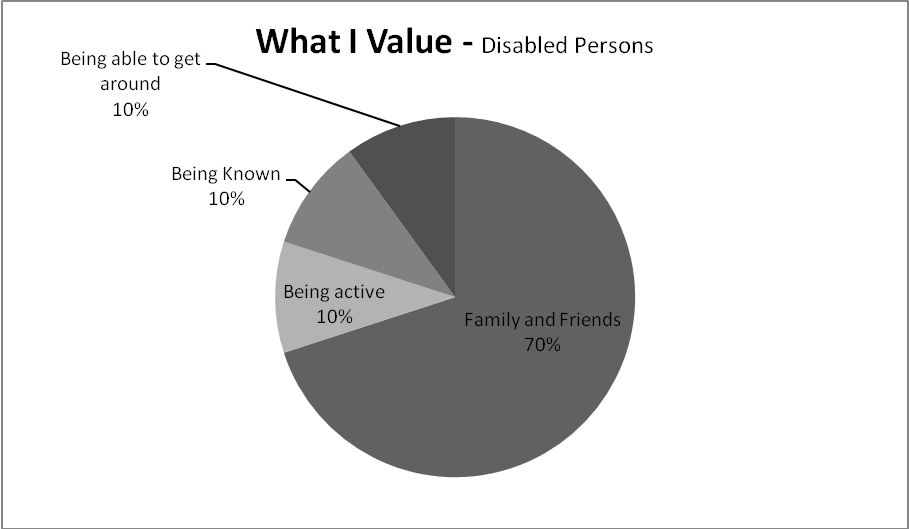 What I Value - Disabled Persons
Being able to get
around
10%
Being Known
10%
Being active
10%
Family and Friends
70%